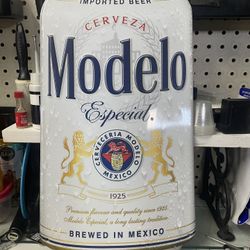 IMPORTED BEER
CERVEZA
Modelo
Especial
CERVECERIA MODELO
MEXICO
1925
Premium flavour and quality since 1925.
Modelo Especial, a long lasting tradition.
BREWED IN MEXICO